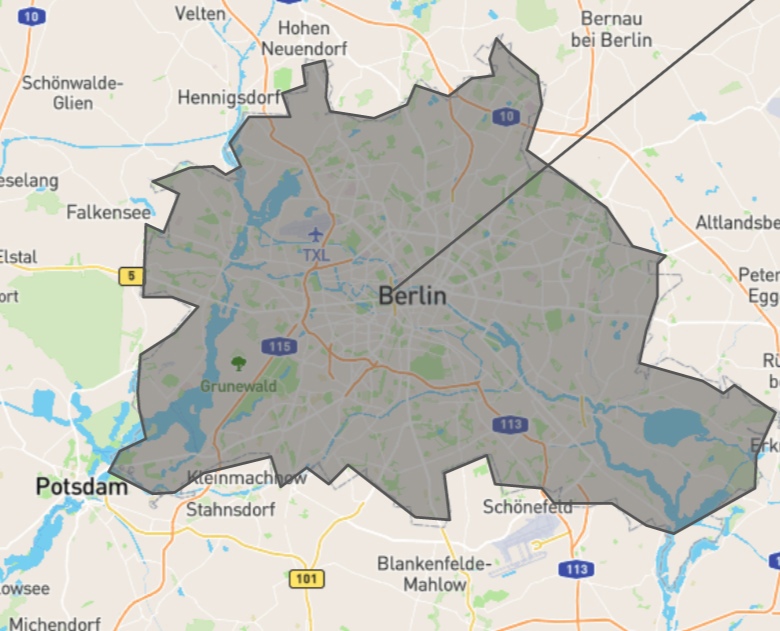 10
Velten
Hohen
Neuendorf
Bernau
bei Berlin
Schönwalde-
Glien
Hennigsdorf
10
eselang
Falkensee
Altlandsbe
TXL
Elstal
5
Peter
Egg
ort
Berlin
115
Grunewald
Rü
b
113
Erk
Kleinmachnow
Potsdam
Stahnsdorf
Schönefeld
Blankenfelde-
Mahlow
113
101
owsee
Michendorf